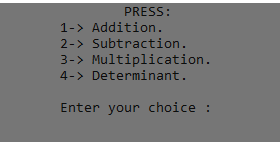 PRESS:
1-> Addition.
2-> Subtraction.
3-> Multiplication.
4-> Determinant.
Enter your choice :